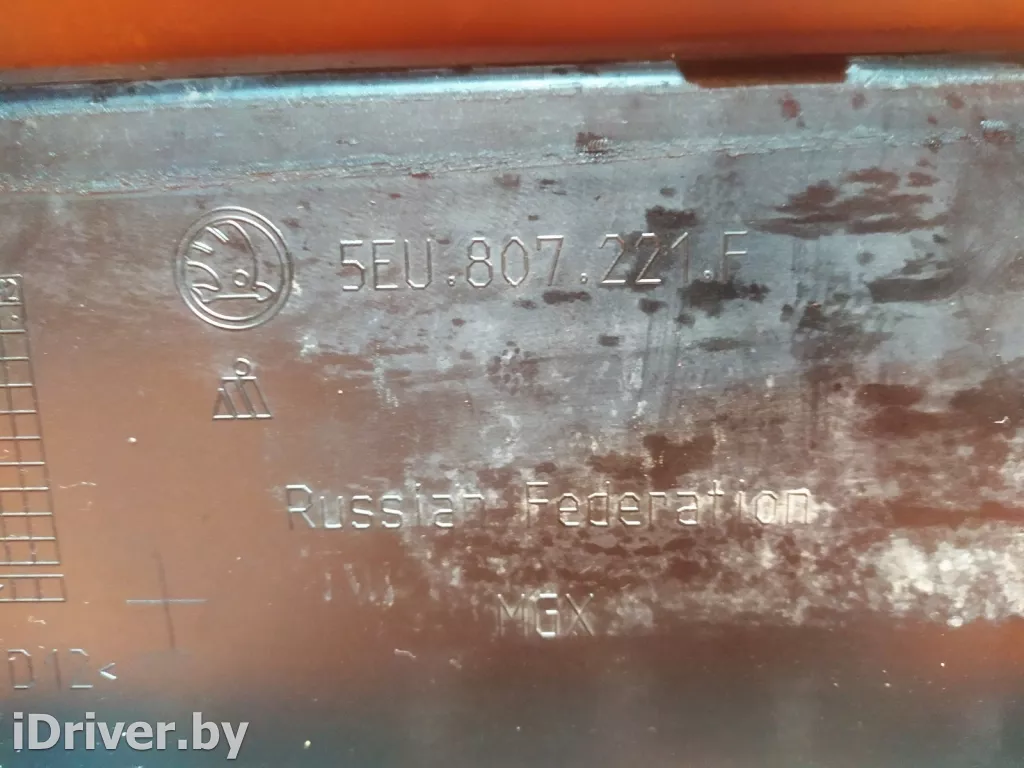 5EU.807.221.F
Russian Federation
MGX
iDriver.by